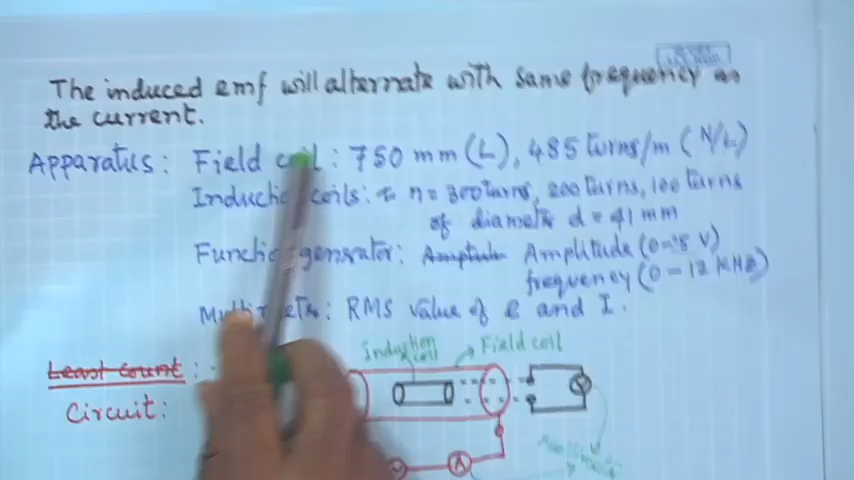 The induced emf will alternate with same frequency as
the current.
Apparatus: Field coil: 750 mm (L), 485 turns/m (N/L)
Induction coils: n = 300 turns, 200 turns, 100 turns
of diameter d = 41 mm
Function generator: Amplitude (0- V)
frequency (0 - 12 KHz)
Multimeter: RMS value of e and I.
Induction
coil
Field coil
Least count :
Circuit:
A